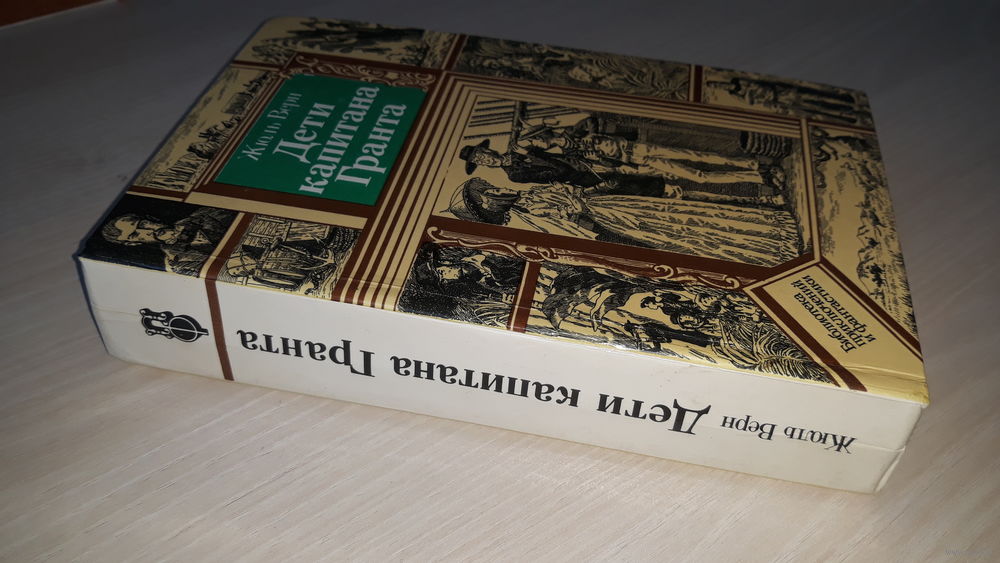 Жюль Верн
Дети
капитана
Гранта
Библиотека
приключений
и фантастики
Жюль Верн Дети капитана Гранта